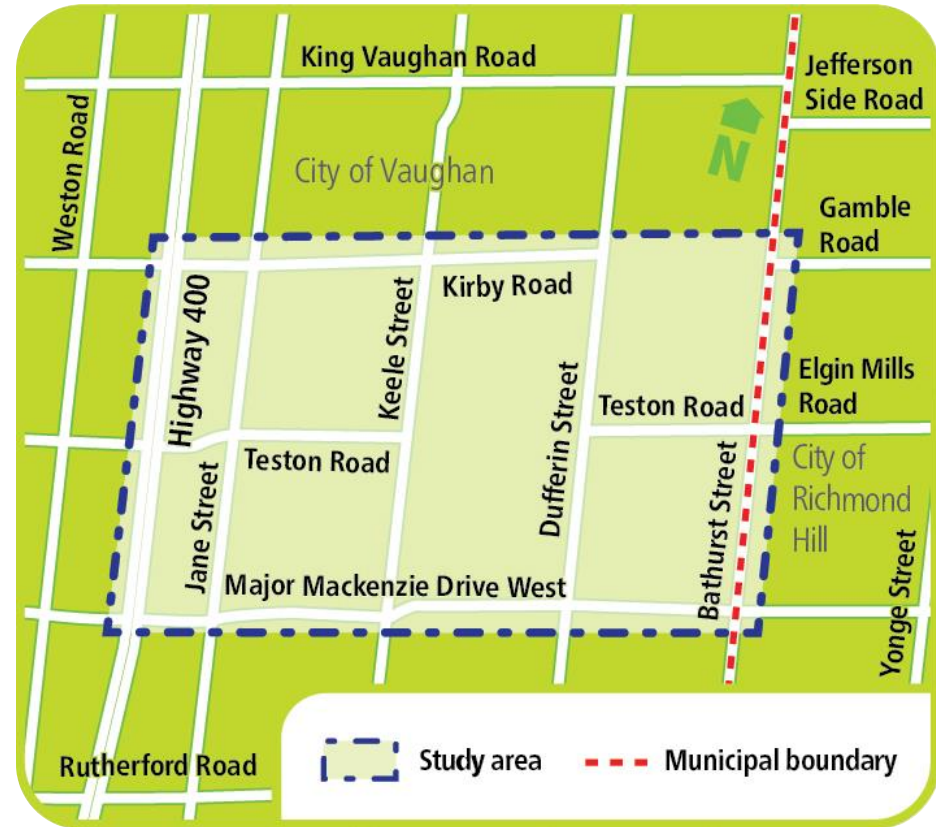 King Vaughan Road
Jefferson
Side Road
Weston Road
City of Vaughan
N
Gamble
Road
Highway 400
Kirby Road
Keele Street
Dufferin Street
Elgin Mills
Road
Teston Road
Teston Road
City of
Richmond
Hill
Jane Street
Bathurst Street
Major Mackenzie Drive West
Yonge Street
Rutherford Road
Study area
Municipal boundary